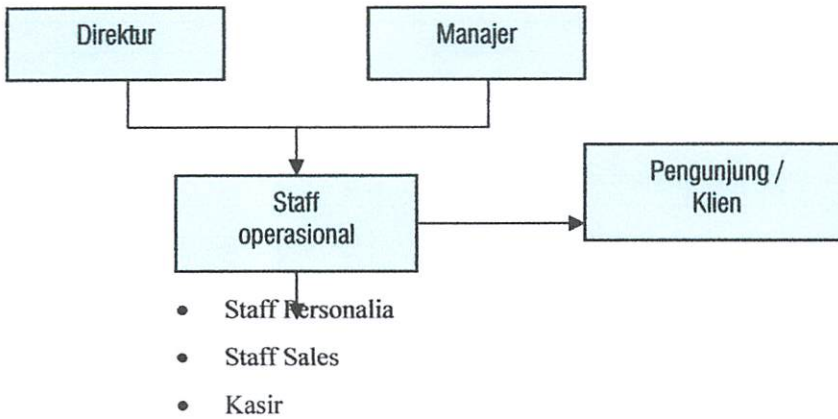 Direktur
Manajer
Staff
operasional
Pengunjung /
Klien
• Staff Personalia
• Staff Sales
• Kasir